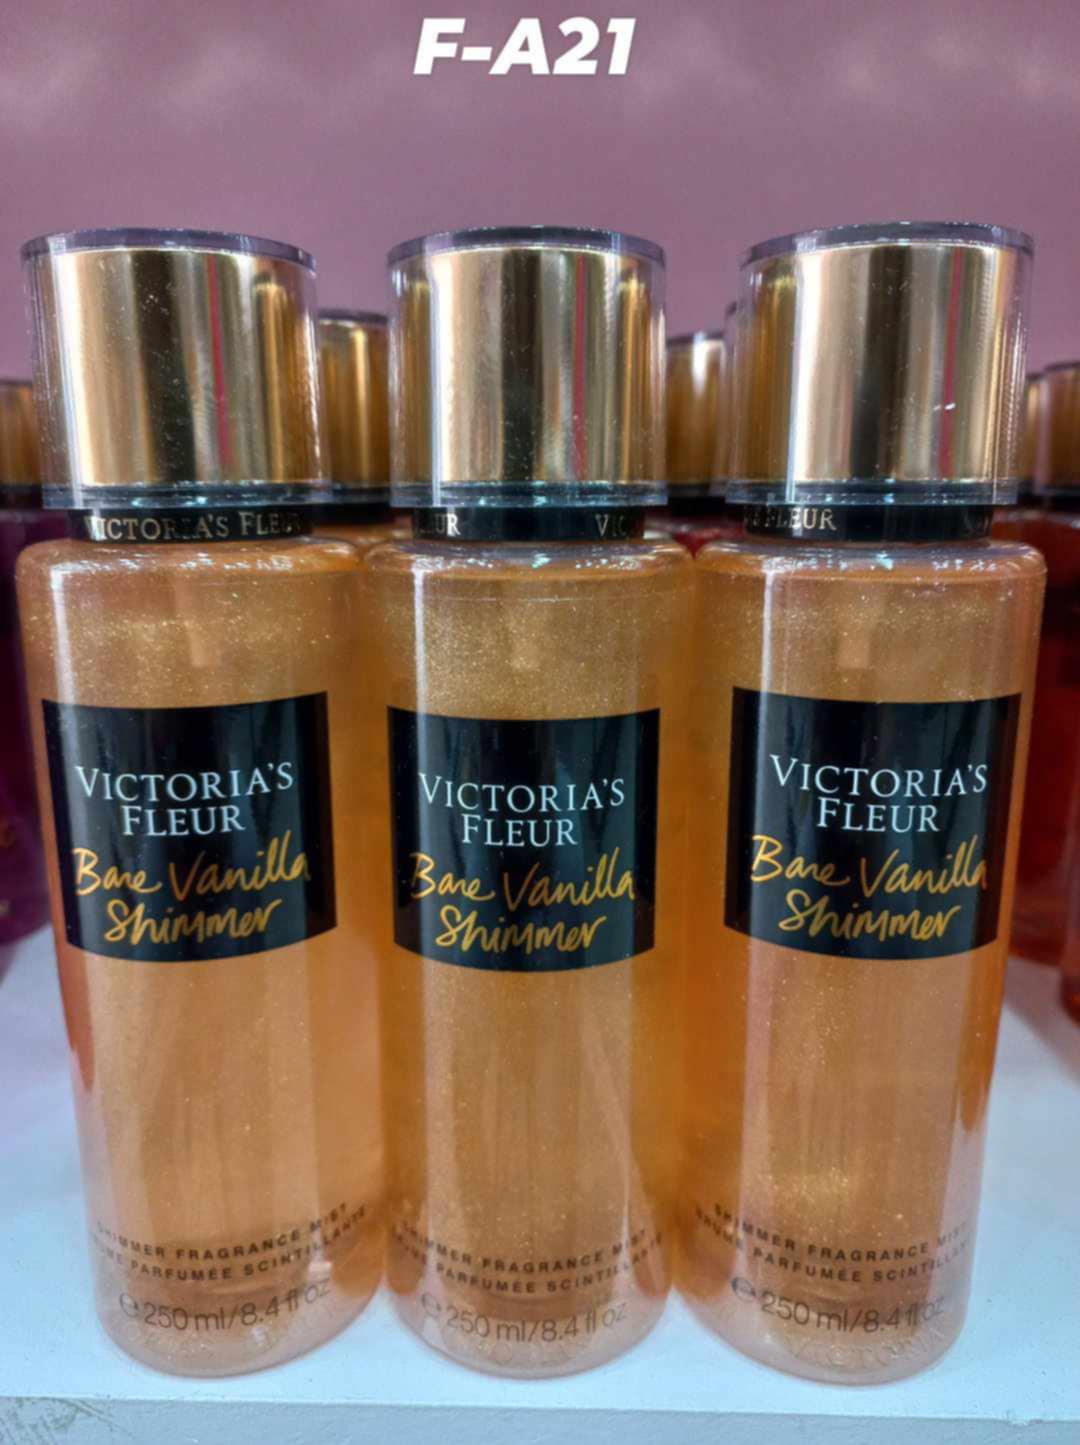 F-A21
VICTORIA'S FLEUR
VICTORIA'S
FLEUR
Bare Vanilla
Shimmer
SHIMMER FRAGRANCE MIST
PARFUMÉE SCINTILLANTE
e 250 ml/8.4 fl oz
FLEUR
VICTORIA'S
FLEUR
Bare Vanilla
Shimmer
SHIMMER FRAGRANCE MIST
BRUME PARFUMÉE SCINTILLANTE
e 250 ml/8.4 fl oz
FLEUR
VICTORIA'S
FLEUR
Bare Vanilla
Shimmer
SHIMMER FRAGRANCE MIST
BRUME PARFUMÉE
e 250 ml/8.4 fl oz